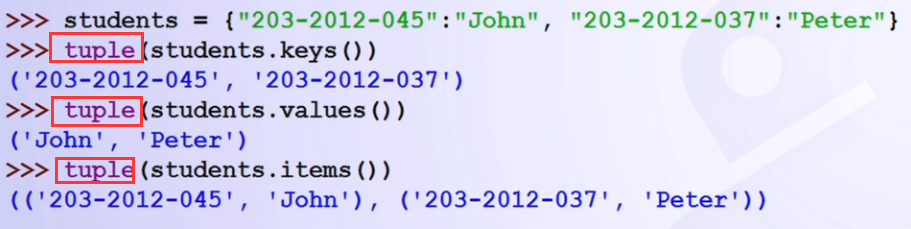 >>> students = {"203-2012-045":"John", "203-2012-037":"Peter"}
>>> tuple(students.keys())
('203-2012-045', '203-2012-037')
>>> tuple(students.values())
('John', 'Peter')
>>> tuple(students.items())
(('203-2012-045', 'John'), ('203-2012-037', 'Peter'))